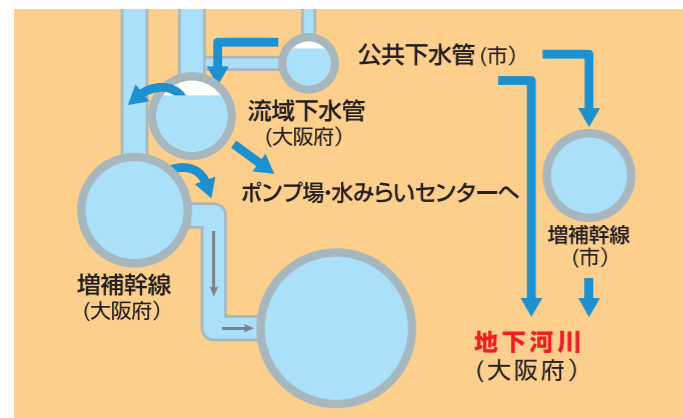 公共下水管(市)
流域下水管
(大阪府)
ポンプ場・水みらいセンターへ
増補幹線
(市)
増補幹線
(大阪府)
地下河川
(大阪府)